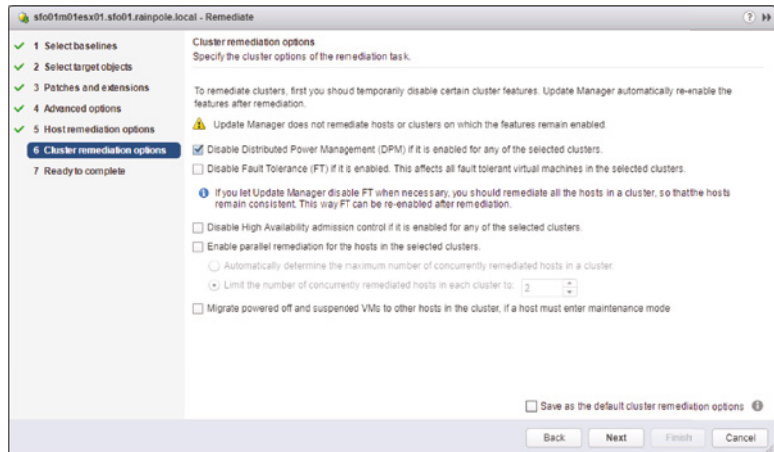 sfo01m01esx01.sfo01.rainpole.local - Remediate
1 Select baselines
2 Select target objects
3 Patches and extensions
4 Advanced options
5 Host remediation options
6 Cluster remediation options
7 Ready to complete
Cluster remediation options
Specify the cluster options of the remediation task.
To remediate clusters, first you shoud temporarily disable certain cluster features. Update Manager automatically re-enable the
features after remediation.
Update Manager does not remediate hosts or clusters on which the features remain enabled.
Disable Distributed Power Management (DPM) if it is enabled for any of the selected clusters.
Disable Fault Tolerance (FT) if it is enabled. This affects all fault tolerant virtual machines in the selected clusters.
If you let Update Manager disable FT when necessary, you should remediate all the hosts in a cluster, so that the hosts
remain consistent. This way FT can be re-enabled after remediation.
Disable High Availability admission control if it is enabled for any of the selected clusters.
Enable parallel remediation for the hosts in the selected clusters.
Automatically determine the maximum number of concurrently remediated hosts in a cluster.
Limit the number of concurrently remediated hosts in each cluster to: 2
Migrate powered off and suspended VMs to other hosts in the cluster, if a host must enter maintenance mode
Save as the default cluster remediation options
Back Next Finish Cancel